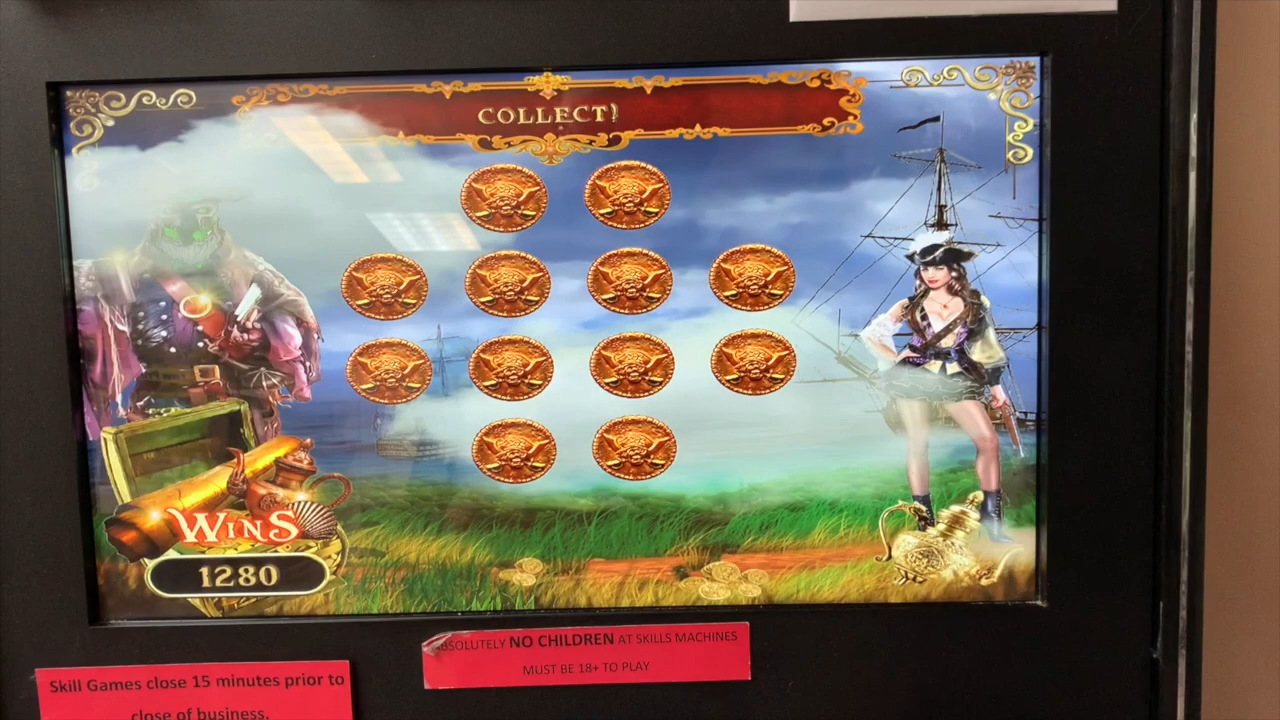 COLLECT!
WINS
1280
ABSOLUTELY NO CHILDREN AT SKILLS MACHINES
MUST BE 18+ TO PLAY
Skill Games close 15 minutes prior to
close of business.